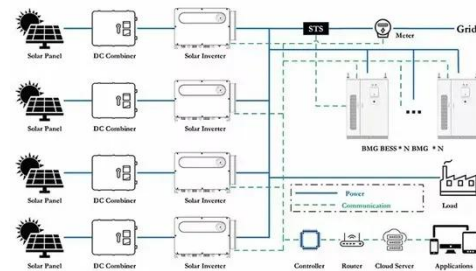 STS
Meter
Grid
Solar Panel
DC Combiner
Solar Inverter
BMG BESS * N BMG * N
Solar Panel
DC Combiner
Solar Inverter
Solar Panel
DC Combiner
Solar Inverter
Power
Communication
Load
Solar Panel
DC Combiner
Solar Inverter
Controller
Router
Cloud Server
Applications